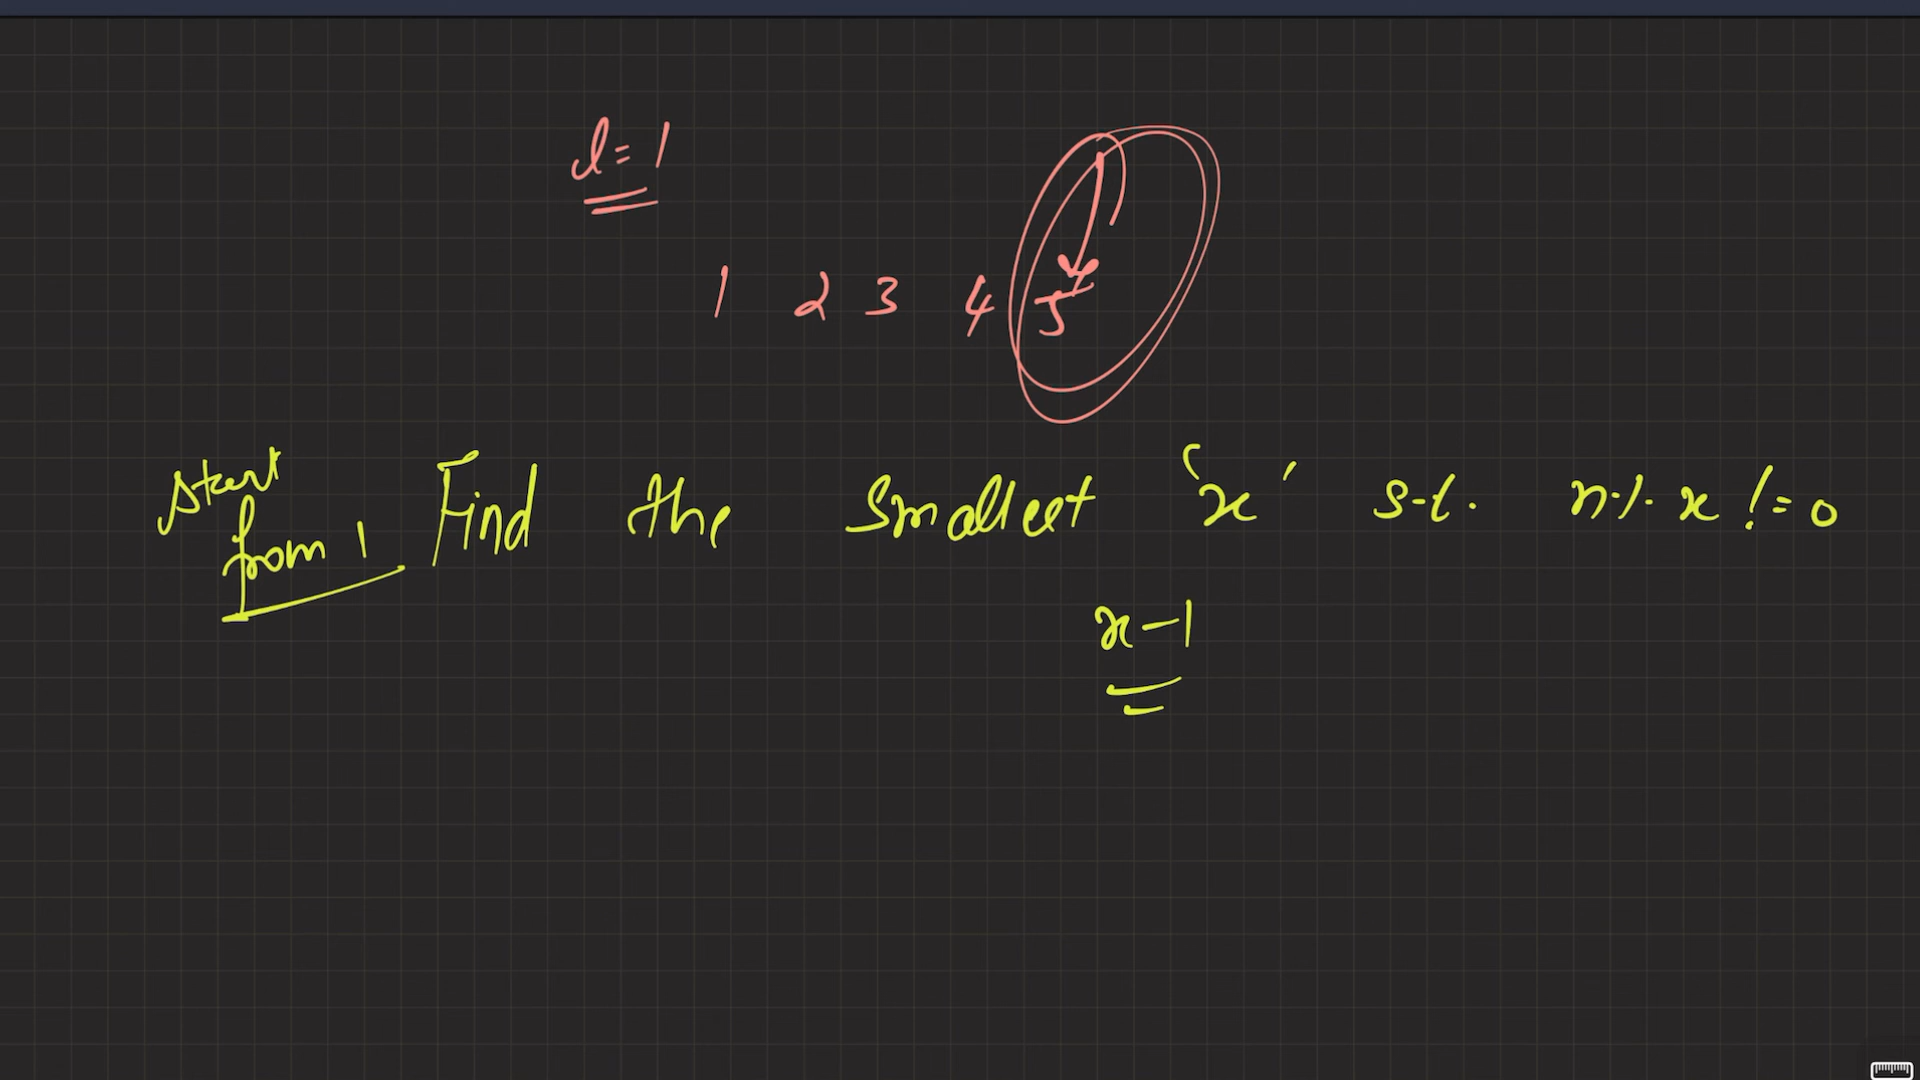 l = 1
1 2 3 4 5
start from 1 Find the smallest 'x' s.t. n % x != 0
x - 1